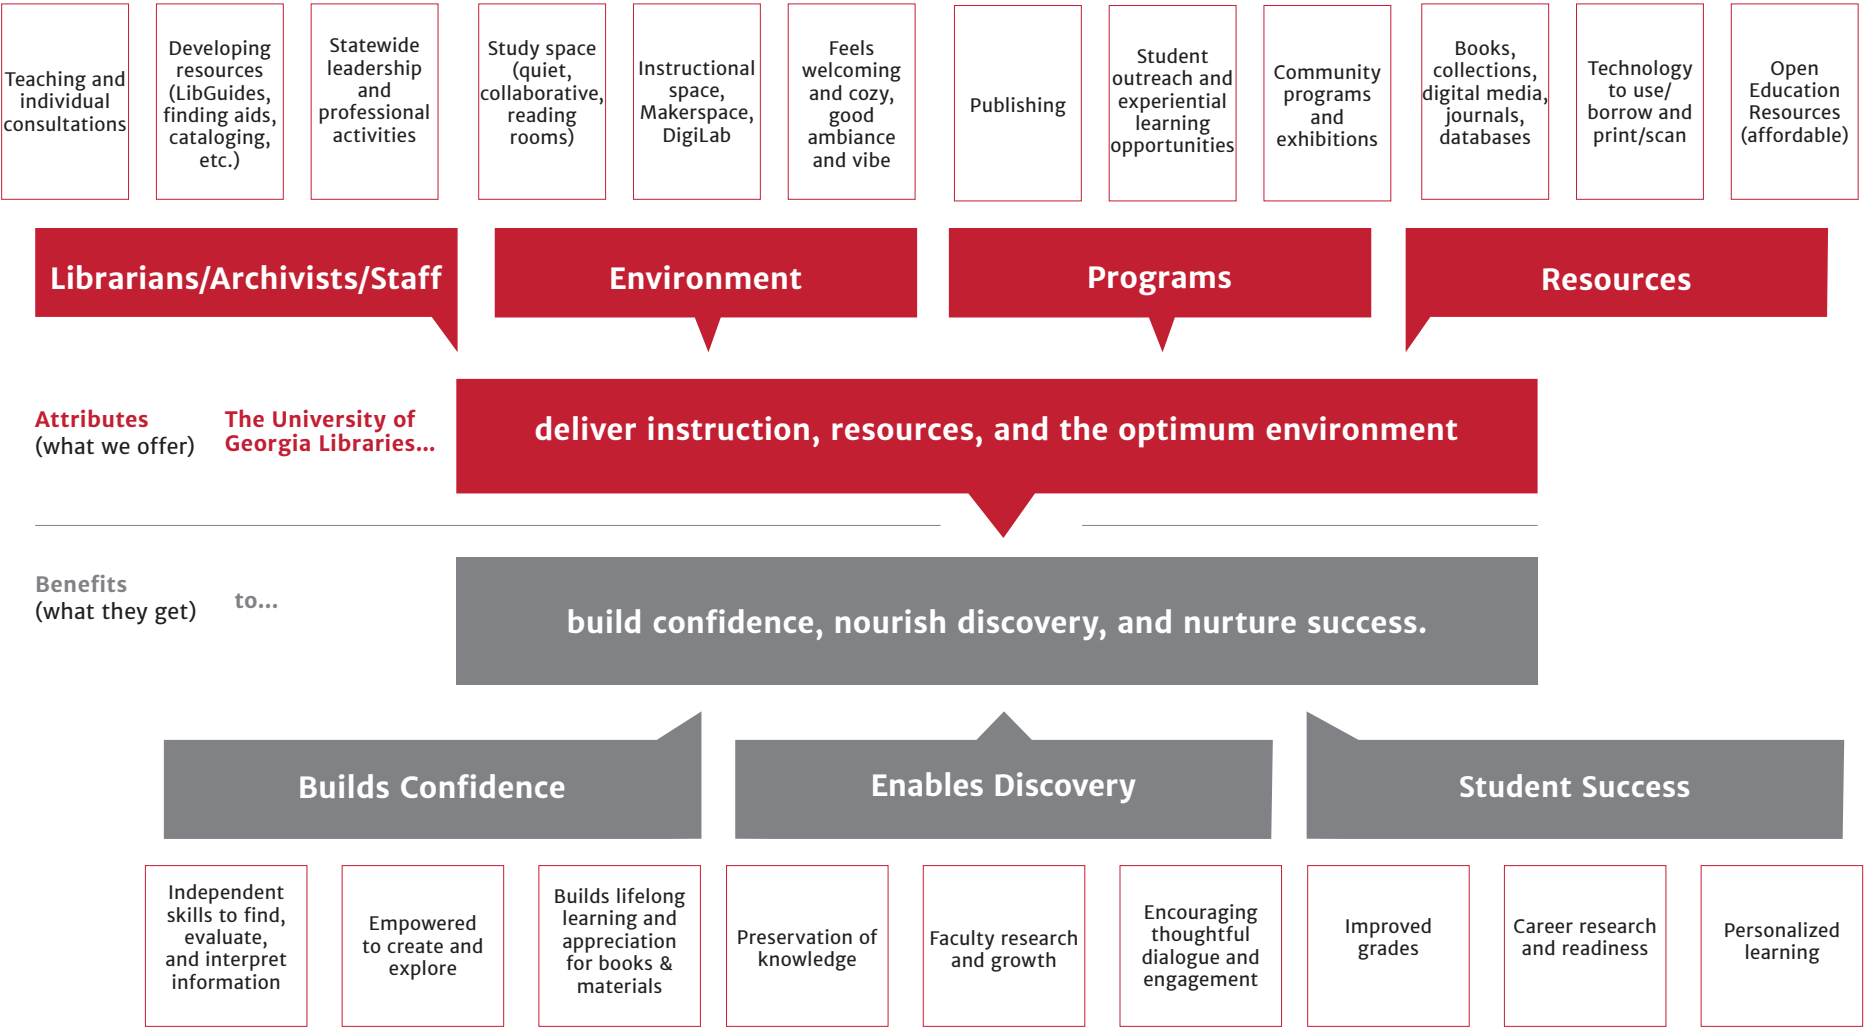 Teaching and
individual
consultations
Developing
resources
(LibGuides,
finding aids,
cataloging,
etc.)
Statewide
leadership
and
professional
activities
Study space
(quiet,
collaborative,
reading
rooms)
Instructional
space,
Makerspace,
DigiLab
Feels
welcoming
and cozy,
good
ambiance
and vibe
Publishing
Student
outreach and
experiential
learning
opportunities
Community
programs
and
exhibitions
Books,
collections,
digital media,
journals,
databases
Technology
to use/
borrow and
print/scan
Open
Education
Resources
(affordable)
Librarians/Archivists/Staff
Environment
Programs
Resources
Attributes
(what we offer)
The University of
Georgia Libraries...
deliver instruction, resources, and the optimum environment
Benefits
(what they get)
to...
build confidence, nourish discovery, and nurture success.
Builds Confidence
Enables Discovery
Student Success
Independent
skills to find,
evaluate,
and interpret
information
Empowered
to create and
explore
Builds lifelong
learning and
appreciation
for books &
materials
Preservation of
knowledge
Faculty research
and growth
Encouraging
thoughtful
dialogue and
engagement
Improved
grades
Career research
and readiness
Personalized
learning